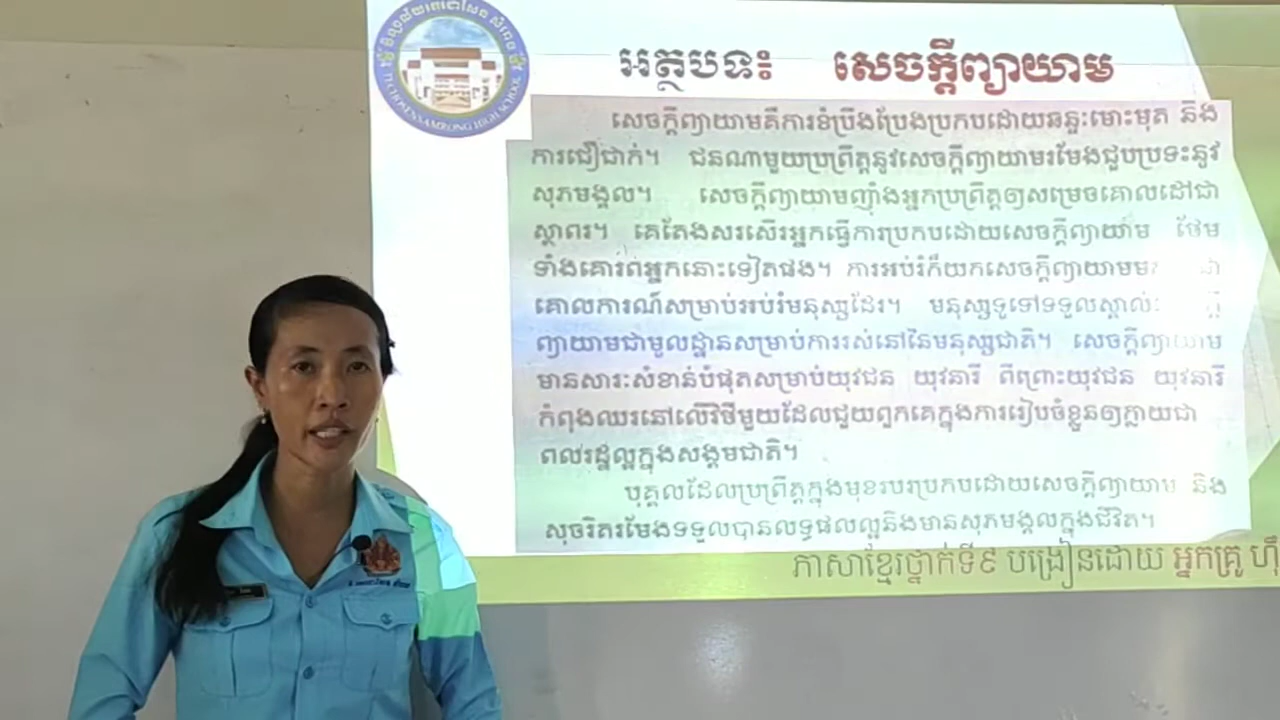 អត្ថបទ៖ សេចក្ដីព្យាយាម
សេចក្ដីព្យាយាមគឺការខំប្រឹងប្រែងប្រកបដោយឆន្ទៈមោះមុត និង
ការជឿជាក់។ ជនណាមួយប្រព្រឹត្តនូវសេចក្ដីព្យាយាមរមែងជួបប្រទះនូវ
សុភមង្គល។ សេចក្ដីព្យាយាមញ៉ាំងអ្នកប្រព្រឹត្តឲ្យសម្រេចគោលដៅជា
ស្ថាពរ។ គេតែងសរសើរអ្នកធ្វើការប្រកបដោយសេចក្ដីព្យាយាម ថែម
ទាំងគោរពអ្នកនោះទៀតផង។ ការអប់រំក៏យកសេចក្ដីព្យាយាម
គោលការណ៍សម្រាប់អប់រំមនុស្សដែរ។ មនុស្សទូទៅទទួលស្គាល់
ព្យាយាមជាមូលដ្ឋានសម្រាប់ការរស់នៅនៃមនុស្សជាតិ។ សេចក្ដីព្យាយាម
មានសារៈសំខាន់បំផុតសម្រាប់យុវជន យុវនារី ពីព្រោះយុវជន យុវនារី
កំពុងឈរនៅលើវិថីមួយដែលជួយពួកគេក្នុងការរៀបចំខ្លួនឲ្យក្លាយជា
ពលរដ្ឋល្អក្នុងសង្គមជាតិ។
បុគ្គលដែលប្រព្រឹត្តក្នុងមុខរបរប្រកបដោយសេចក្ដីព្យាយាម និង
សុចរិតរមែងទទួលបានលទ្ធផលល្អនិងមានសុភមង្គលក្នុងជីវិត។
ភាសាខ្មែរថ្នាក់ទី៩ បង្រៀនដោយ អ្នកគ្រូ ហ៊ី